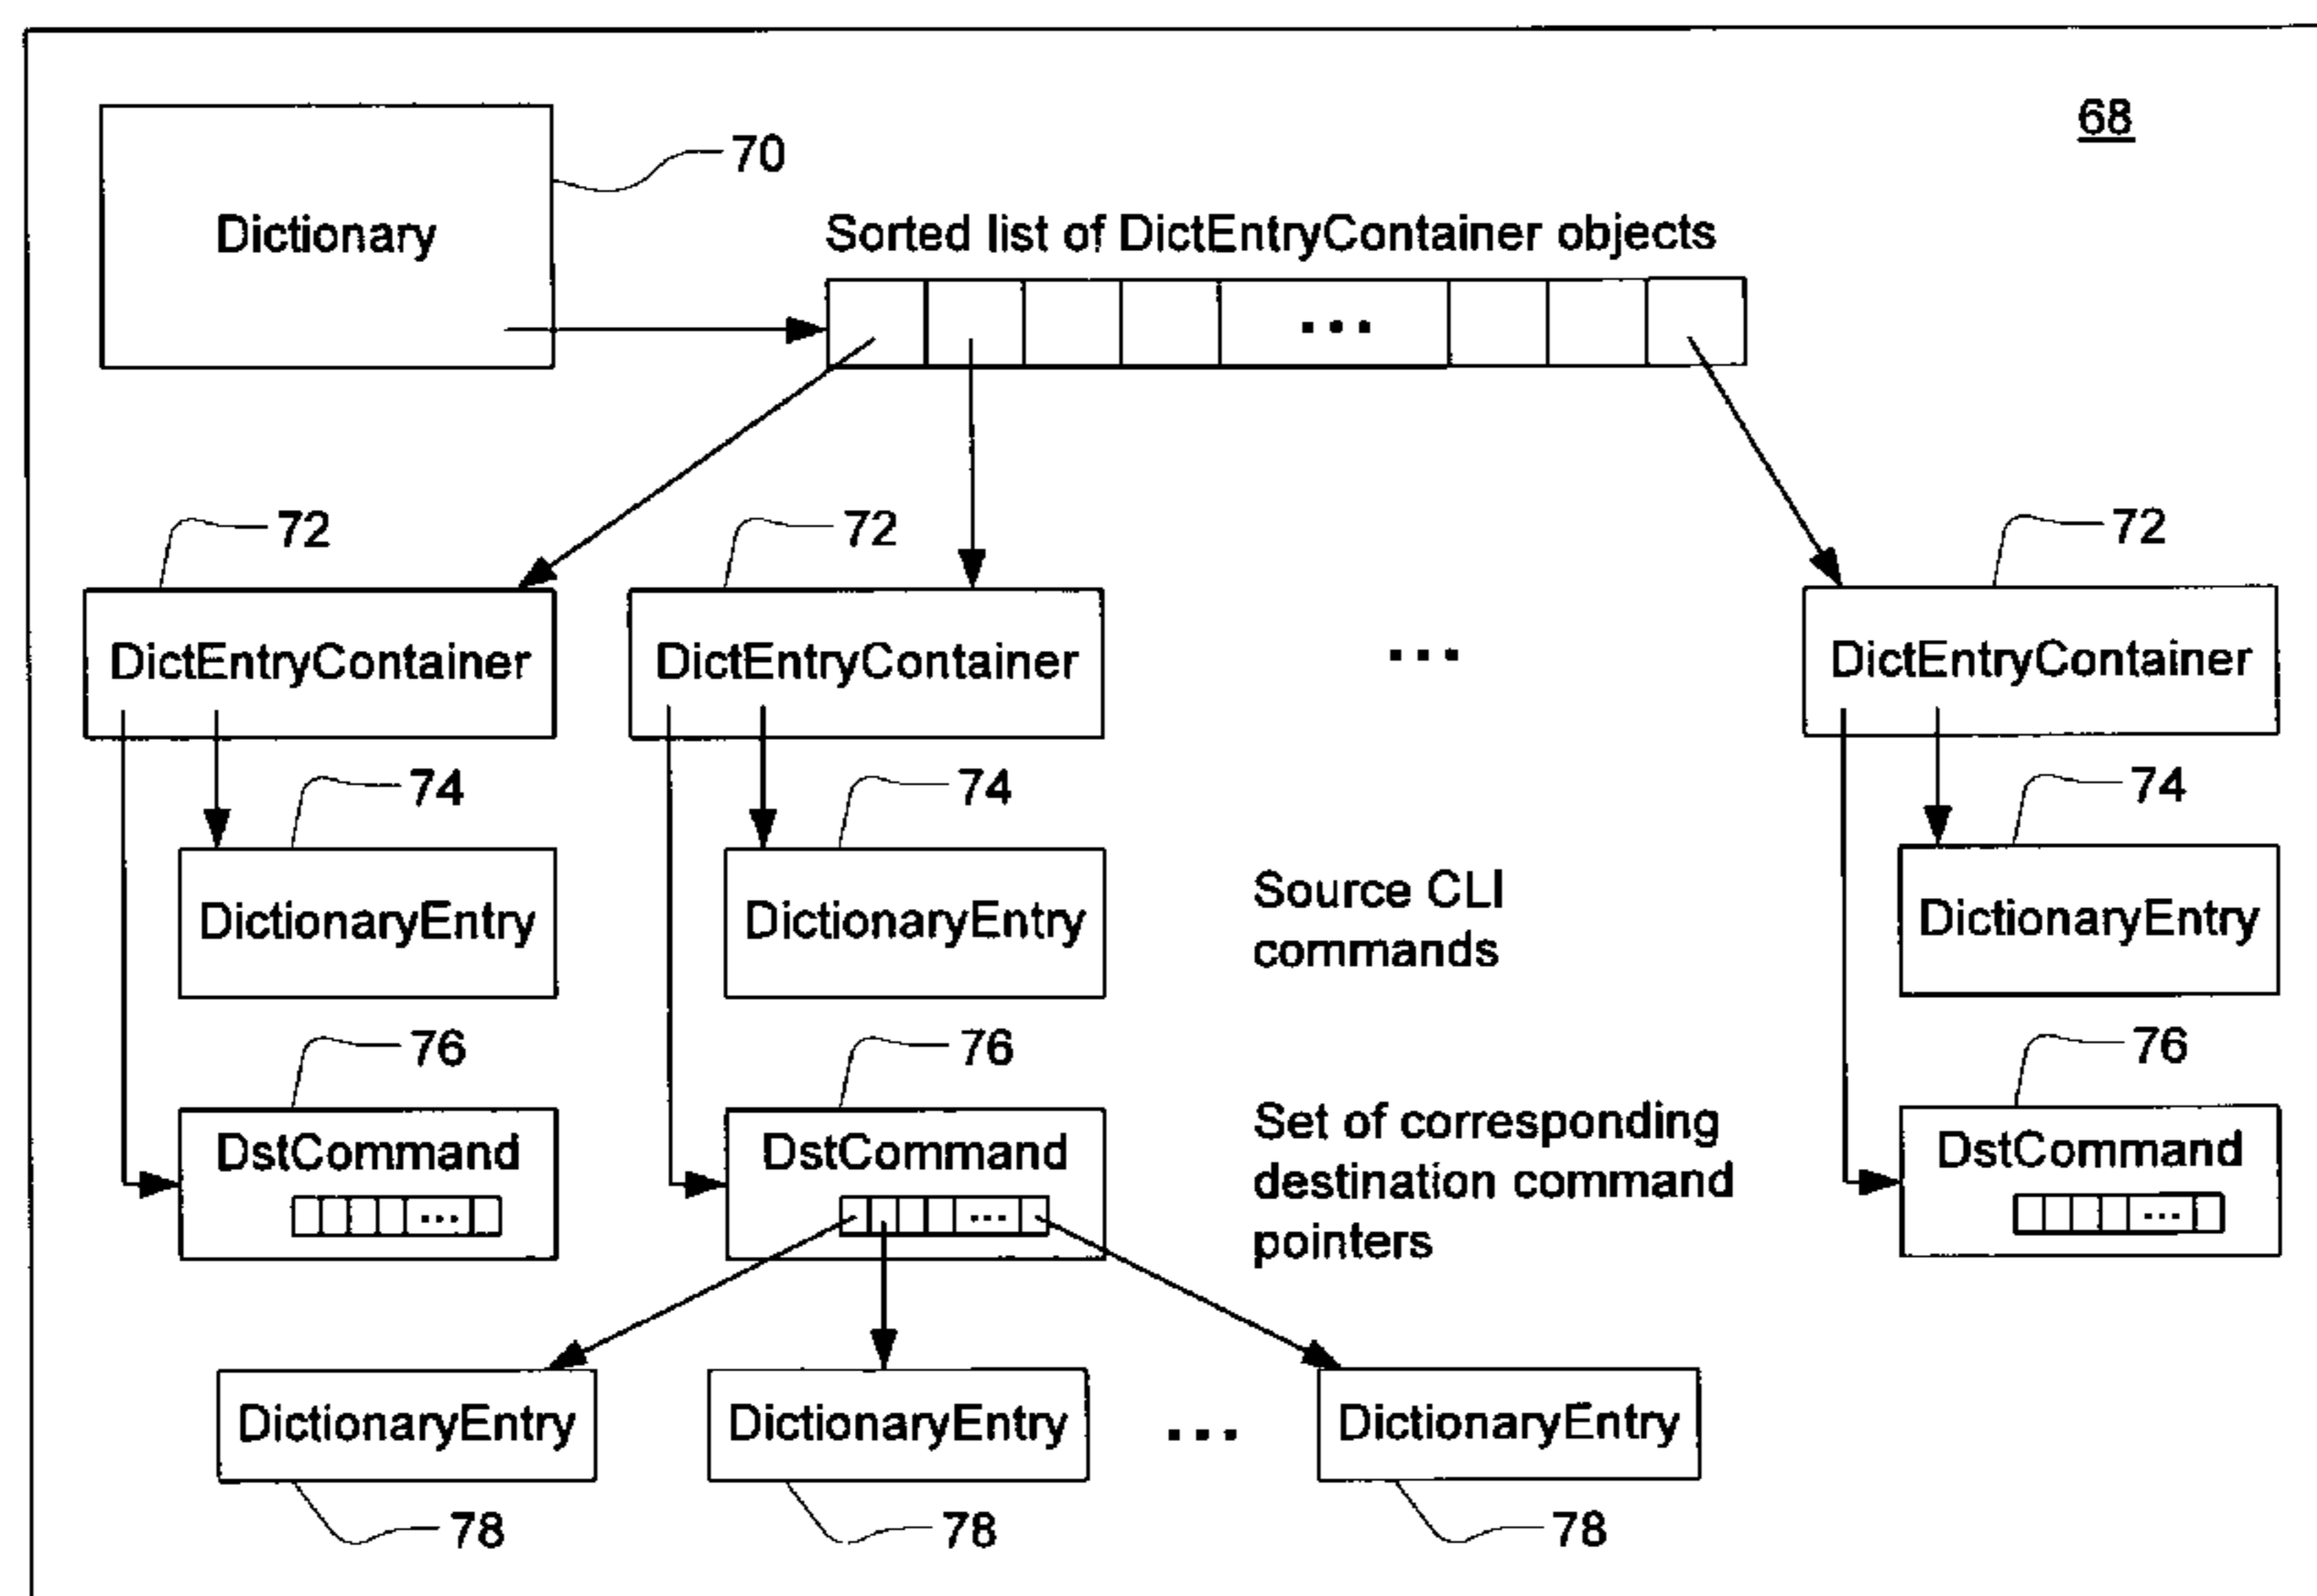 68
70
Dictionary
Sorted list of DictEntryContainer objects
...
72
72
72
DictEntryContainer
DictEntryContainer
...
DictEntryContainer
74
74
74
DictionaryEntry
DictionaryEntry
Source CLI
commands
DictionaryEntry
76
76
76
DstCommand
...
DstCommand
...
Set of corresponding
destination command
pointers
DstCommand
...
DictionaryEntry
DictionaryEntry
...
DictionaryEntry
78
78
78